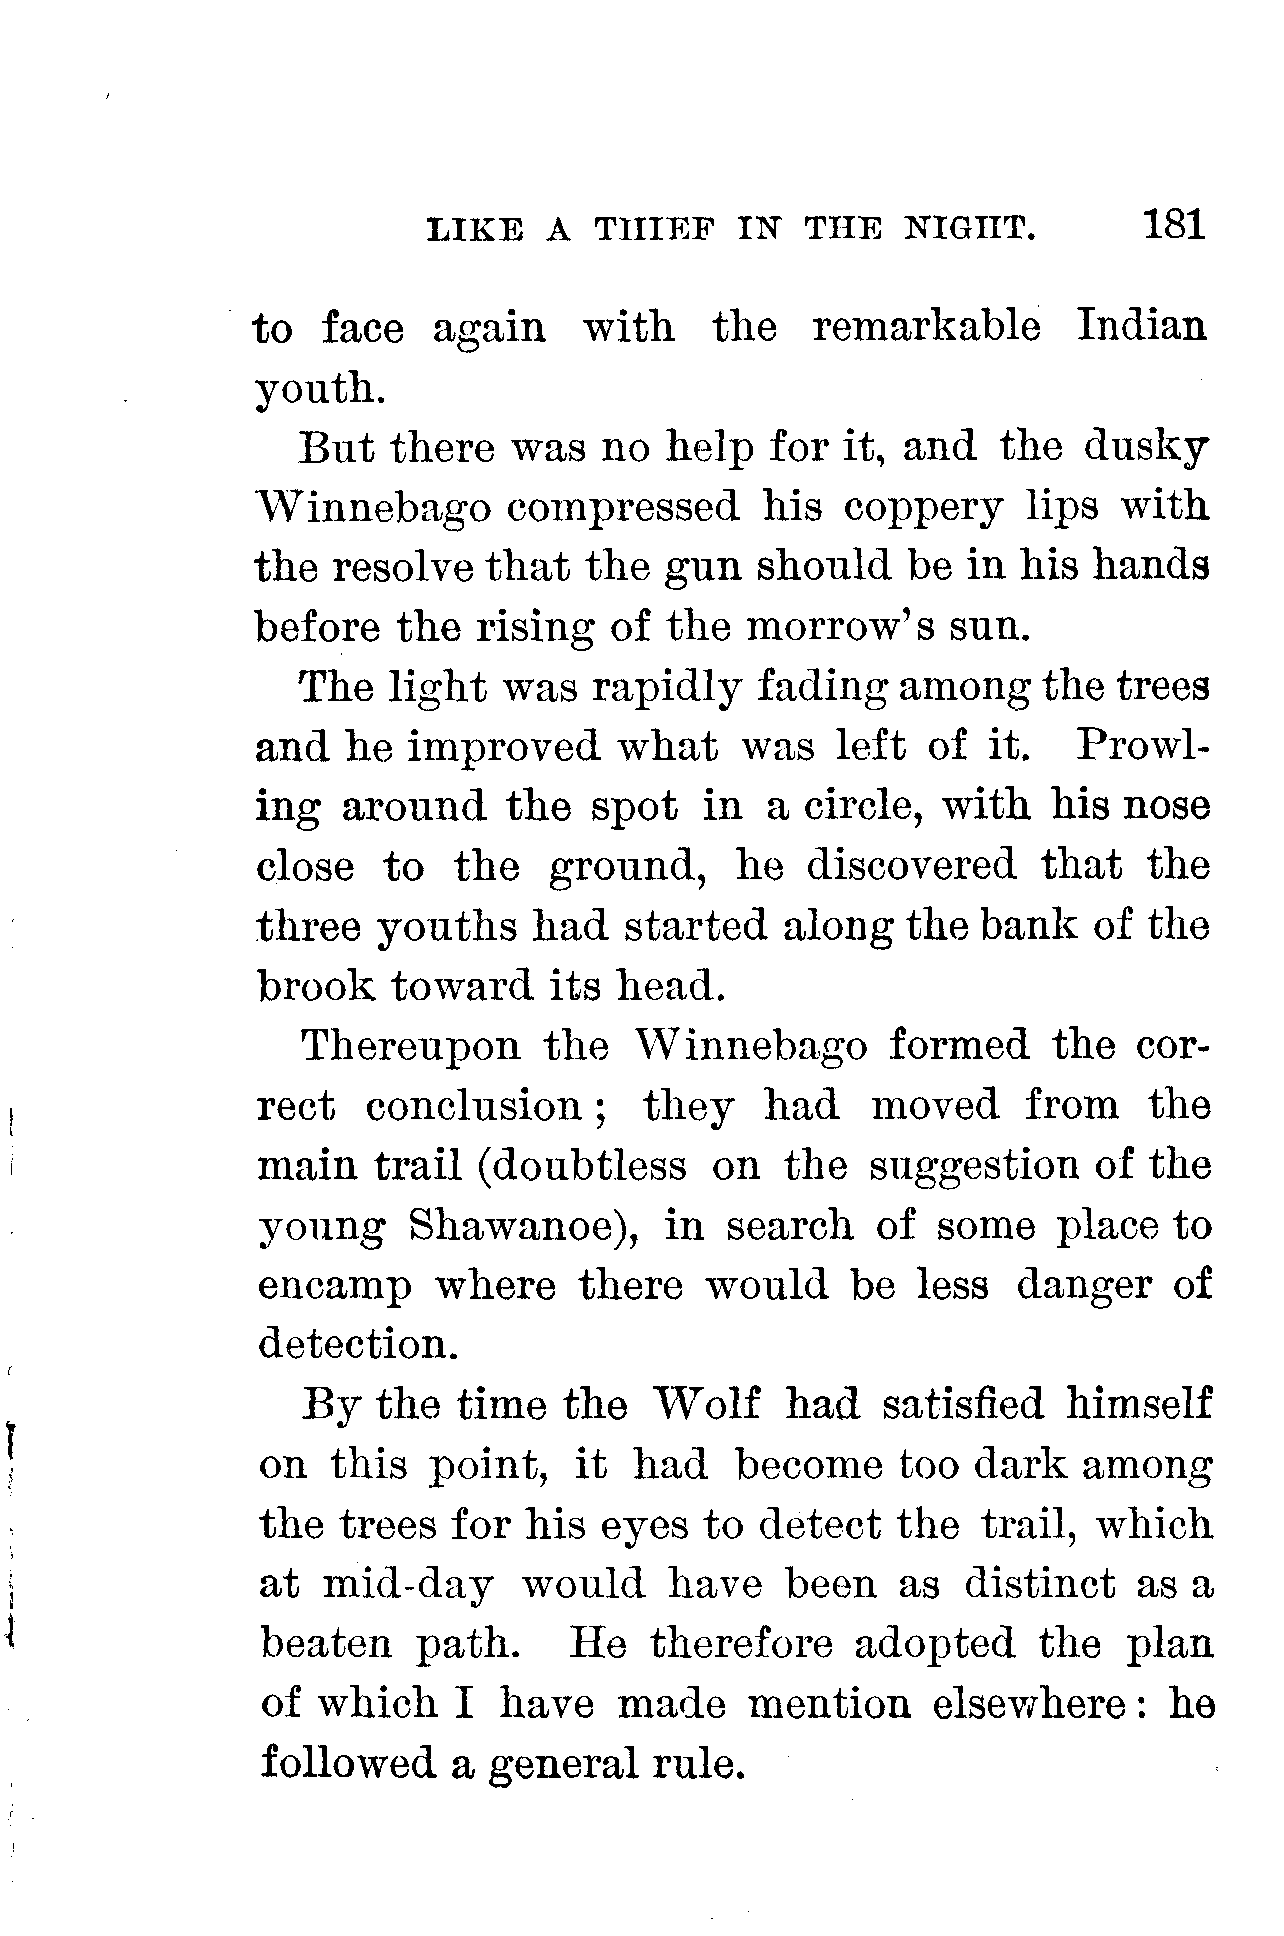 LIKE A THIEF IN THE NIGHT. 181
to face again with the remarkable Indian
youth.
But there was no help for it, and the dusky
Winnebago compressed his coppery lips with
the resolve that the gun should be in his hands
before the rising of the morrow's sun.
The light was rapidly fading among the trees
and he improved what was left of it. Prowl-
ing around the spot in a circle, with his nose
close to the ground, he discovered that the
three youths had started along the bank of the
brook toward its head.
Thereupon the Winnebago formed the cor-
rect conclusion; they had moved from the
main trail (doubtless on the suggestion of the
young Shawanoe), in search of some place to
encamp where there would be less danger of
detection.
By the time the Wolf had satisfied himself
on this point, it had become too dark among
the trees for his eyes to detect the trail, which
at mid-day would have been as distinct as a
beaten path. He therefore adopted the plan
of which I have made mention elsewhere: he
followed a general rule.